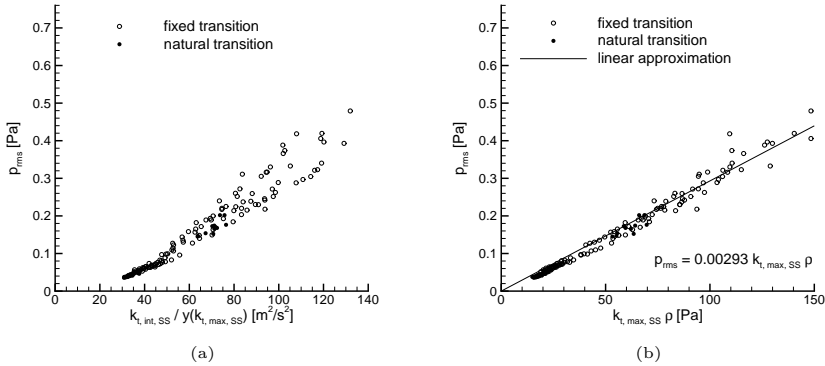 fixed transition
natural transition
0.7
0.6
0.5
0.4
0.3
0.2
0.1
0
p_rms [Pa]
0 20 40 60 80 100 120 140
k_t, int, SS / y(k_t, max, SS) [m²/s²]
(a)
fixed transition
natural transition
linear approximation
0.7
0.6
0.5
0.4
0.3
0.2
0.1
0
p_rms [Pa]
p_rms = 0.00293 k_t, max, SS ρ
0 50 100 150
k_t, max, SS ρ [Pa]
(b)